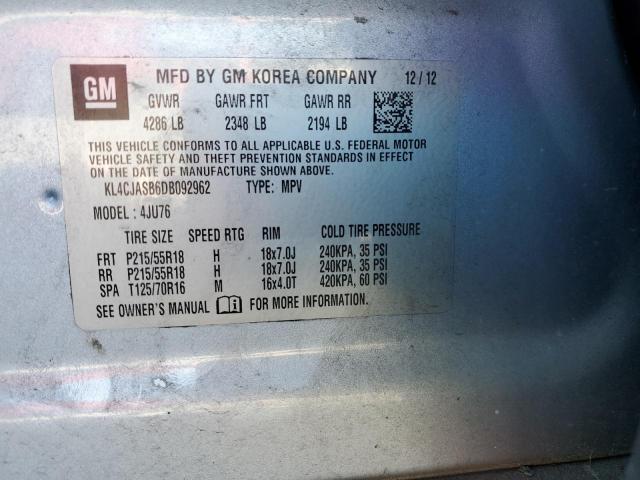 GM
MFD BY GM KOREA COMPANY 12/12
GVWR GAWR FRT GAWR RR
4286 LB 2348 LB 2194 LB
THIS VEHICLE CONFORMS TO ALL APPLICABLE U.S. FEDERAL MOTOR
VEHICLE SAFETY AND THEFT PREVENTION STANDARDS IN EFFECT
ON THE DATE OF MANUFACTURE SHOWN ABOVE.
KL4CJASB6DB092962 TYPE: MPV
MODEL : 4JU76
TIRE SIZE SPEED RTG RIM COLD TIRE PRESSURE
FRT P215/55R18 H 18x7.0J 240KPA, 35 PSI
RR P215/55R18 H 18x7.0J 240KPA, 35 PSI
SPA T125/70R16 M 16x4.0T 420KPA, 60 PSI
SEE OWNER'S MANUAL FOR MORE INFORMATION.